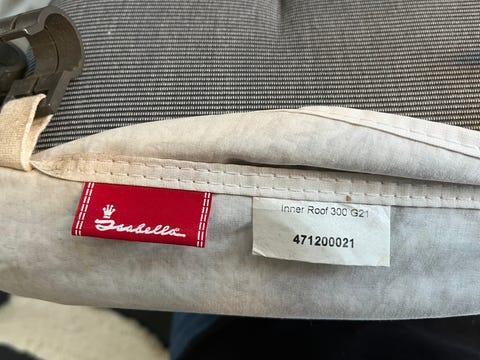 Isabella
Inner Roof 300 G21
471200021